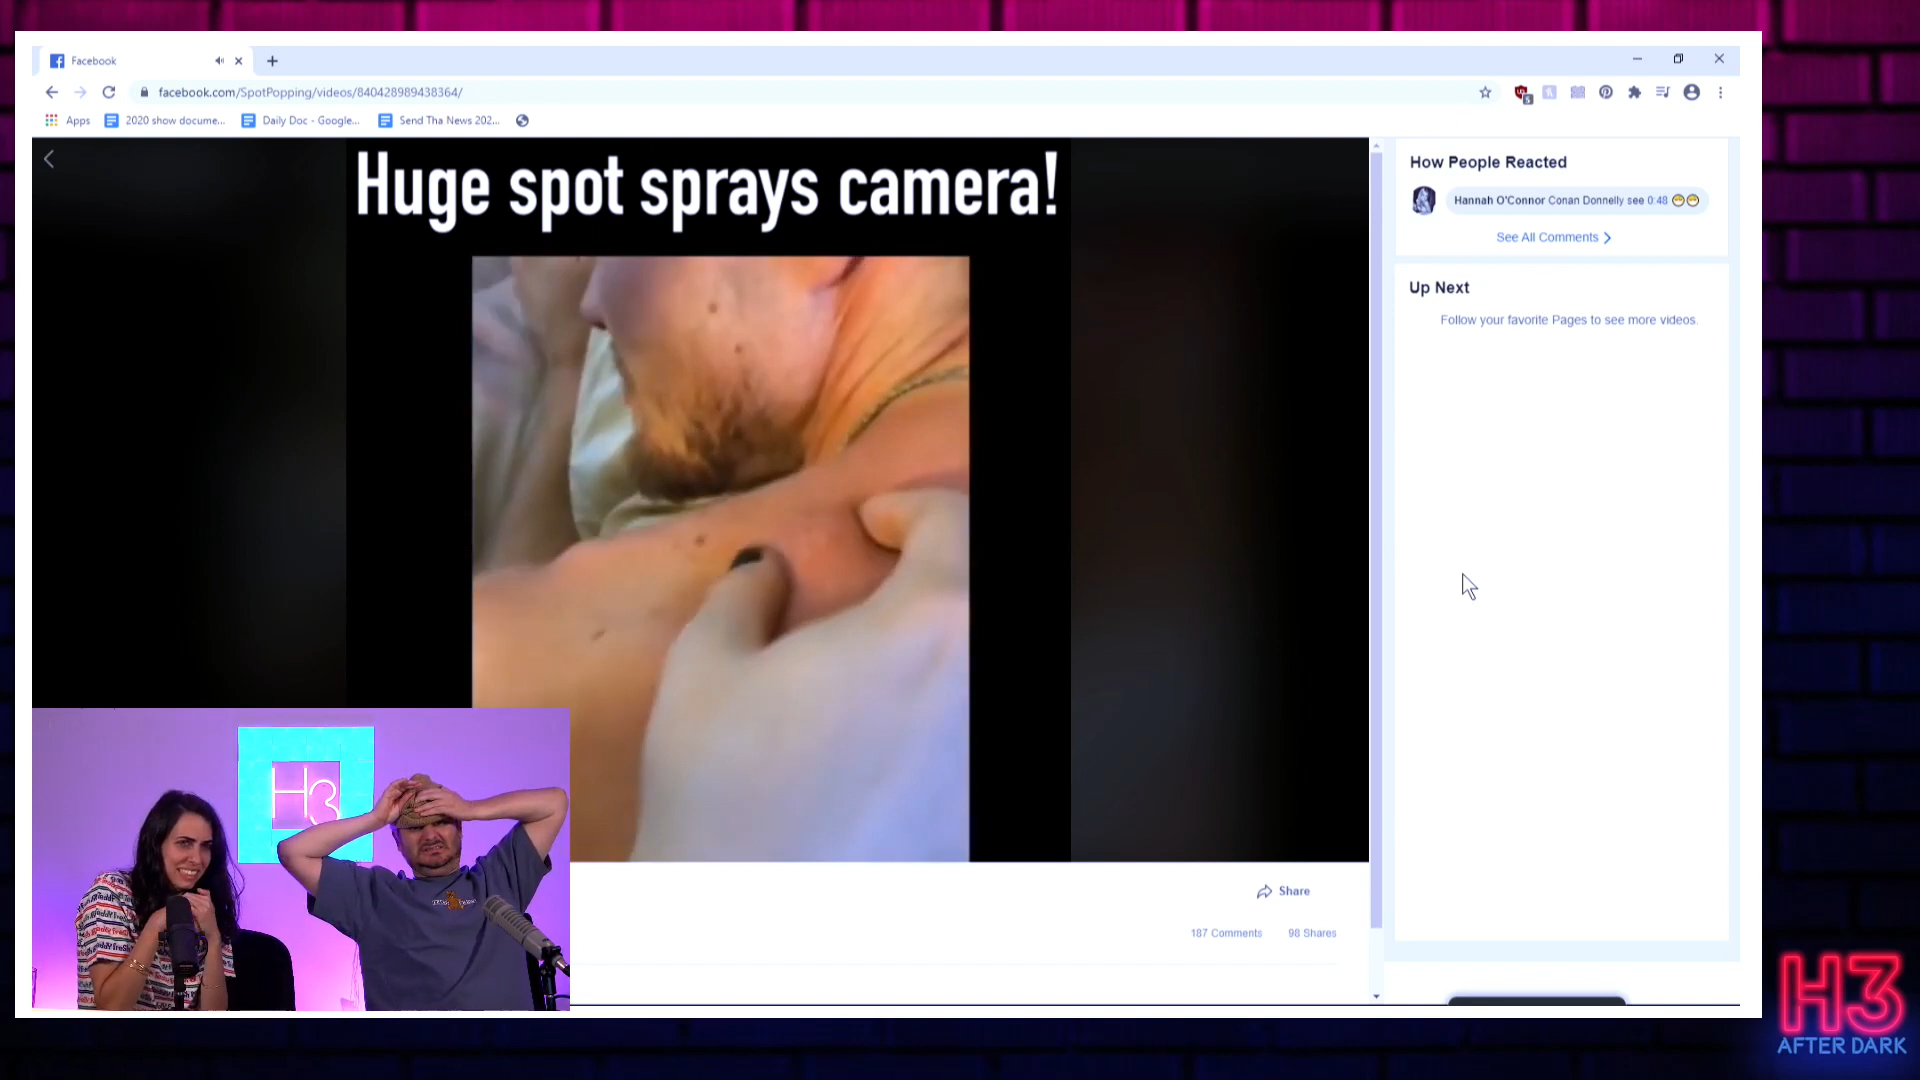 Facebook
facebook.com/SpotPopping/videos/840428989438364/
Apps
2020 show docume...
Daily Doc - Google...
Send Tha News 202...
Huge spot sprays camera!
How People Reacted
Hannah O'Connor Conan Donnelly see 0:48
See All Comments
Up Next
Follow your favorite Pages to see more videos.
H3
Share
187 Comments
98 Shares
H3
AFTER DARK